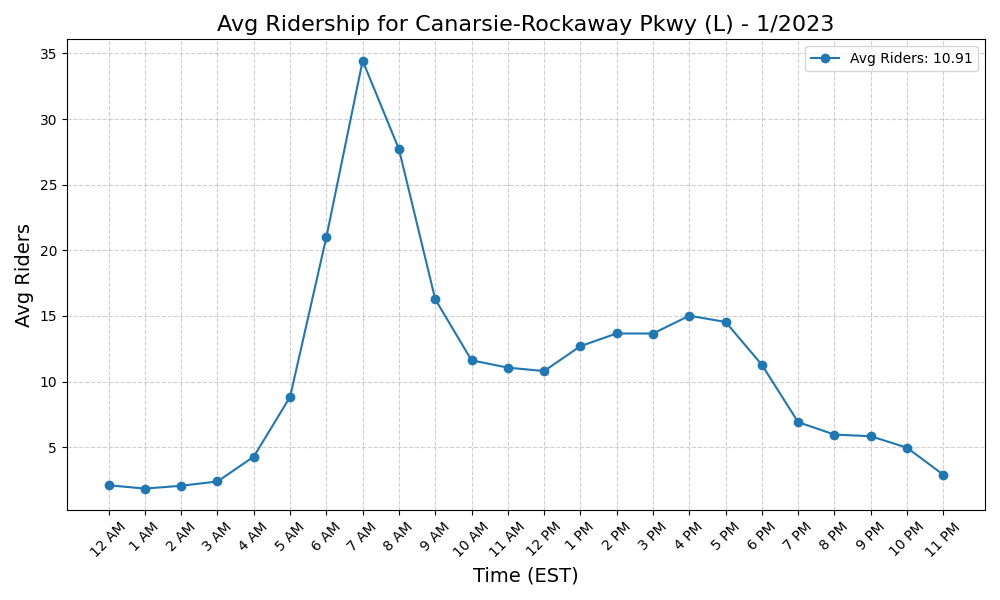 Avg Ridership for Canarsie-Rockaway Pkwy (L) - 1/2023
Avg Riders: 10.91
Avg Riders
35
30
25
20
15
10
5
12 AM
1 AM
2 AM
3 AM
4 AM
5 AM
6 AM
7 AM
8 AM
9 AM
10 AM
11 AM
12 PM
1 PM
2 PM
3 PM
4 PM
5 PM
6 PM
7 PM
8 PM
9 PM
10 PM
11 PM
Time (EST)